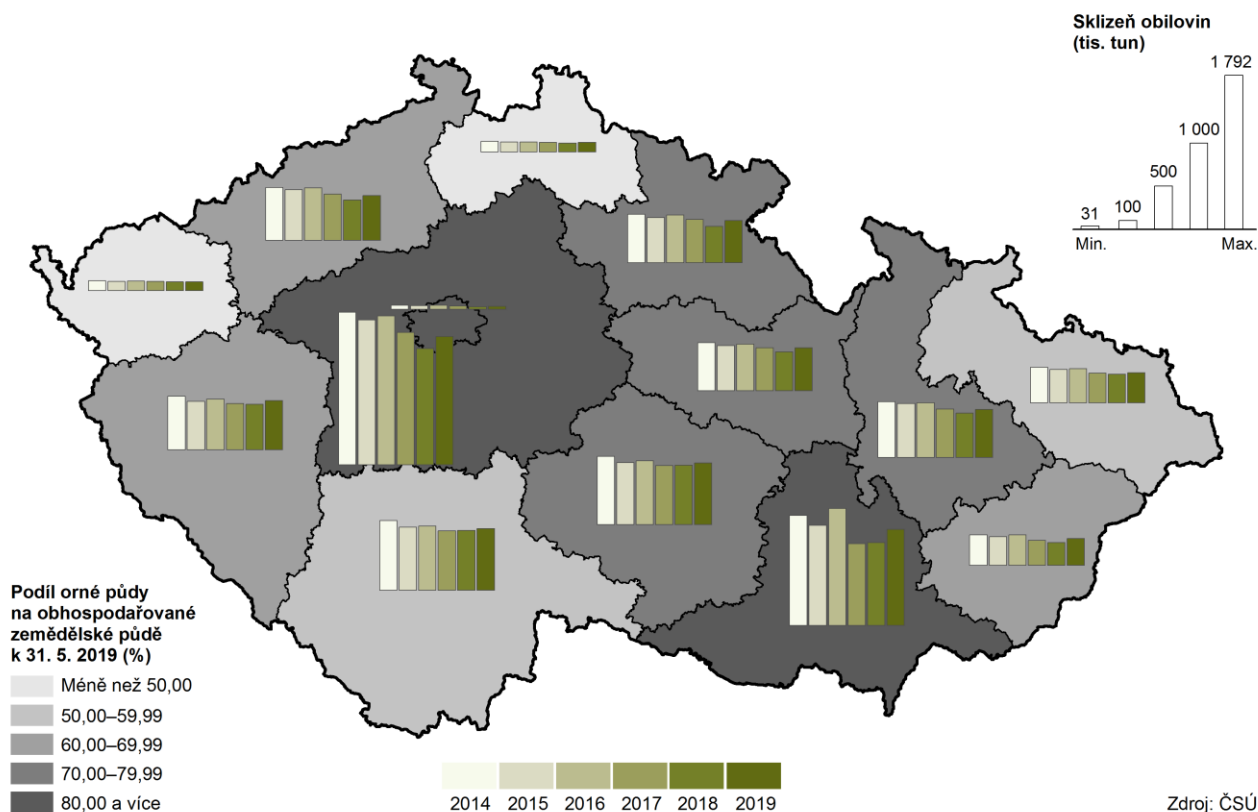 Sklizeň obilovin
(tis. tun)
1 792
1 000
500
100
31
Min.
Max.
Podíl orné půdy
na obhospodařované
zemědělské půdě
k 31. 5. 2019 (%)
Méně než 50,00
50,00–59,99
60,00–69,99
70,00–79,99
80,00 a více
2014 2015 2016 2017 2018 2019
Zdroj: ČSÚ